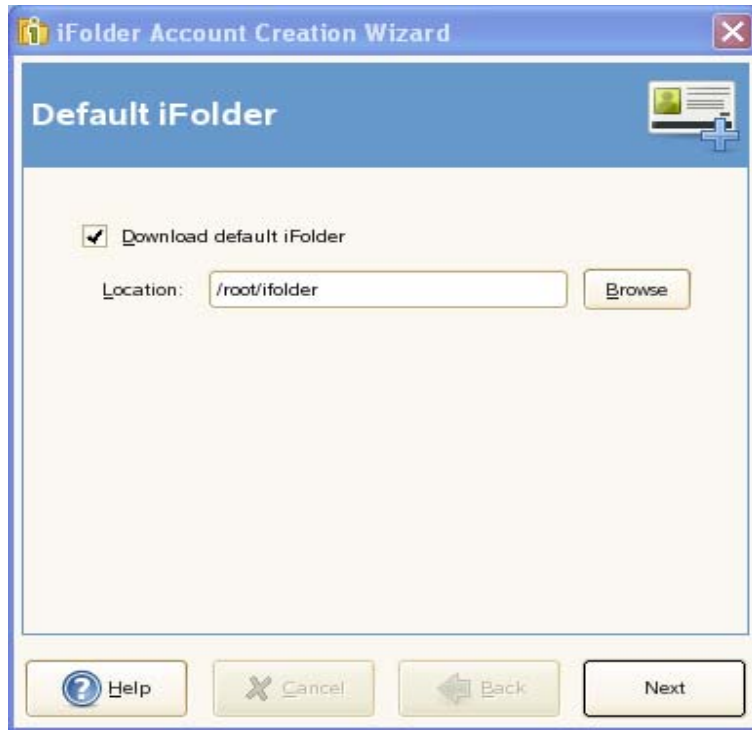 iFolder Account Creation Wizard
Default iFolder
Download default iFolder
Location: /root/ifolder Browse
Help Cancel Back Next